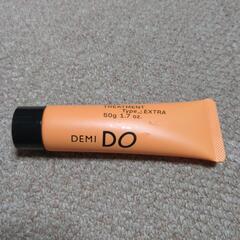 TREATMENT
Type.: EXTRA
50g 1.7 oz.
DEMI DO